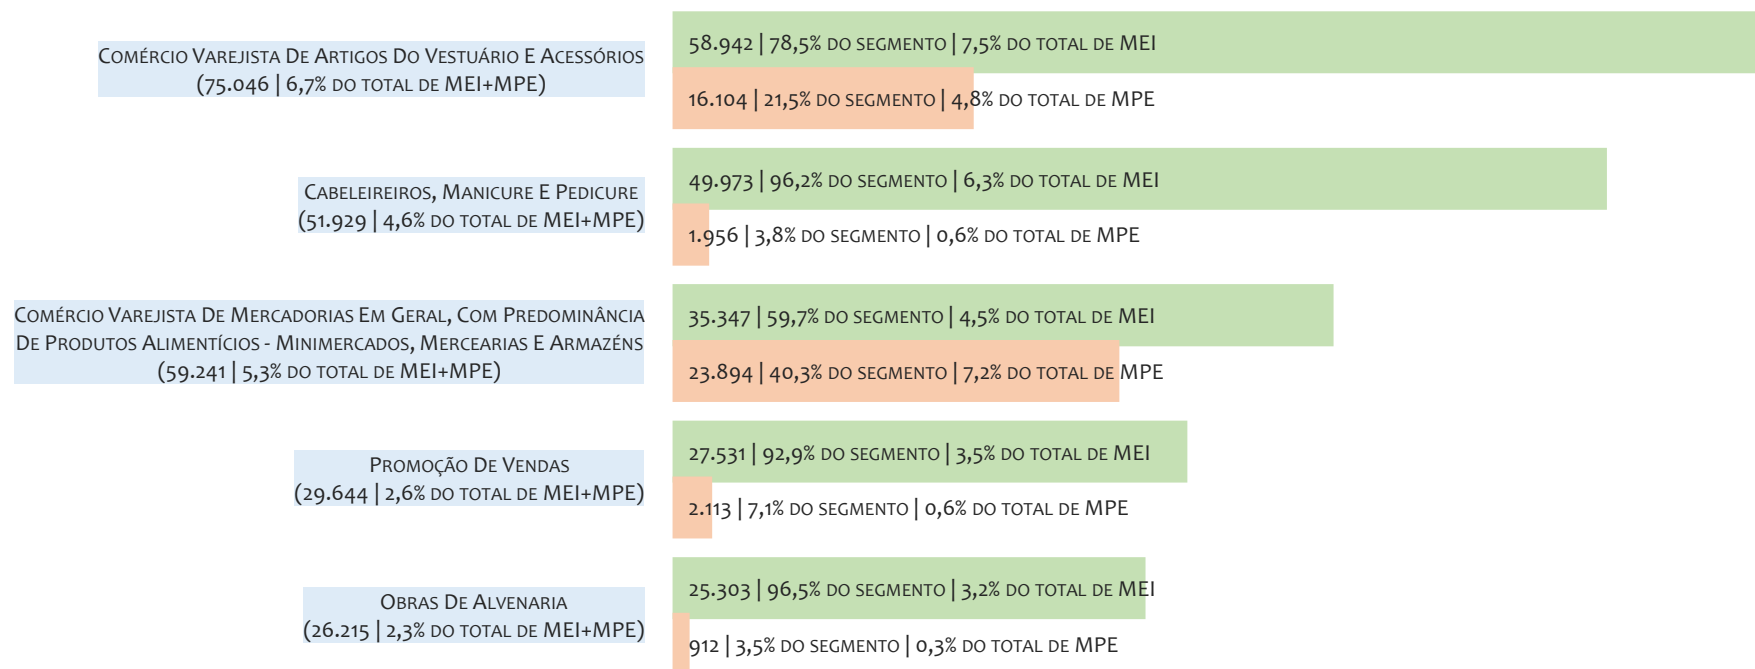 Comércio Varejista De Artigos Do Vestuário E Acessórios
(75.046 | 6,7% do total de MEI+MPE)
58.942 | 78,5% do segmento | 7,5% do total de MEI
16.104 | 21,5% do segmento | 4,8% do total de MPE
Cabeleireiros, Manicure E Pedicure
(51.929 | 4,6% do total de MEI+MPE)
49.973 | 96,2% do segmento | 6,3% do total de MEI
1.956 | 3,8% do segmento | 0,6% do total de MPE
Comércio Varejista De Mercadorias Em Geral, Com Predominância
De Produtos Alimentícios - Minimercados, Mercearias E Armazéns
(59.241 | 5,3% do total de MEI+MPE)
35.347 | 59,7% do segmento | 4,5% do total de MEI
23.894 | 40,3% do segmento | 7,2% do total de MPE
Promoção De Vendas
(29.644 | 2,6% do total de MEI+MPE)
27.531 | 92,9% do segmento | 3,5% do total de MEI
2.113 | 7,1% do segmento | 0,6% do total de MPE
Obras De Alvenaria
(26.215 | 2,3% do total de MEI+MPE)
25.303 | 96,5% do segmento | 3,2% do total de MEI
912 | 3,5% do segmento | 0,3% do total de MPE